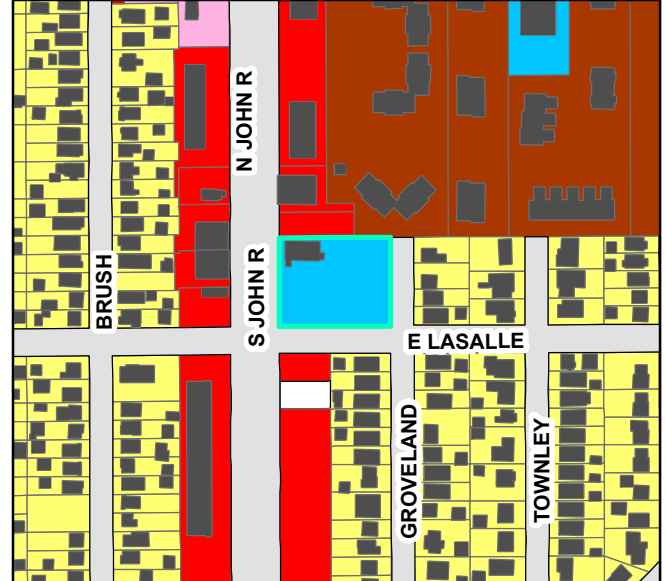 N JOHN R
BRUSH
S JOHN R
E LASALLE
GROVELAND
TOWNLEY